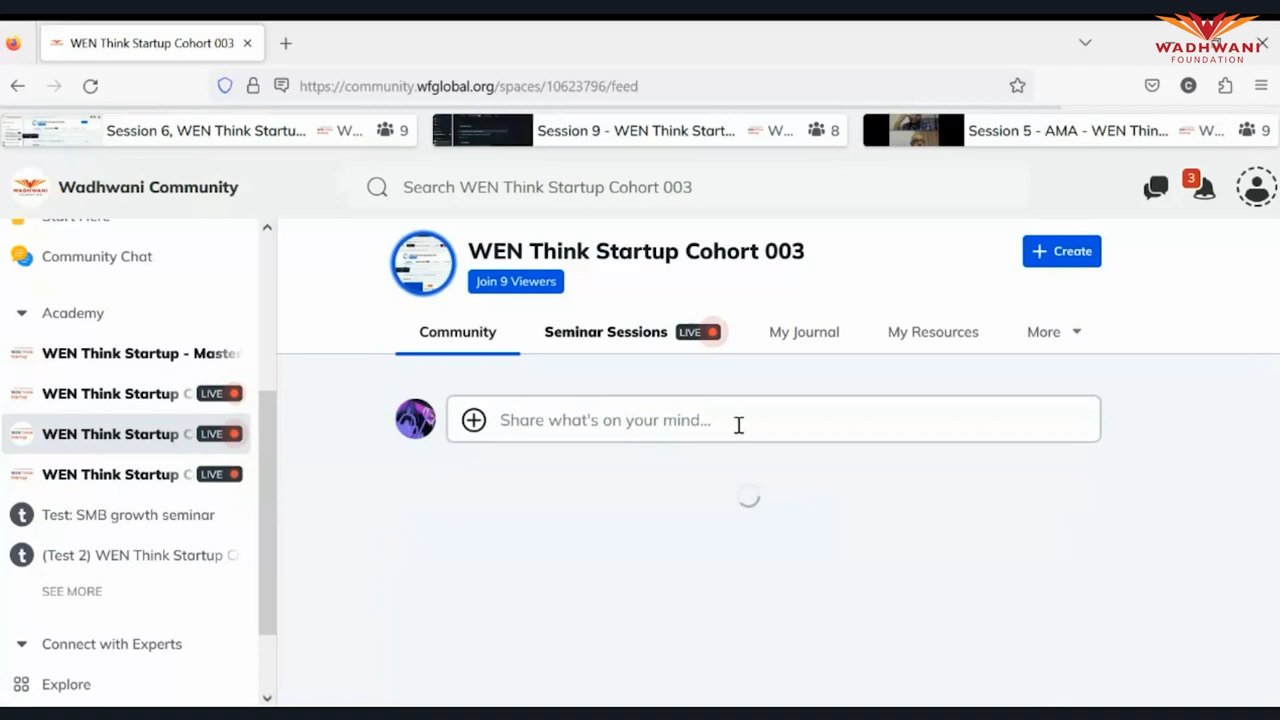 WEN Think Startup Cohort 003
WADHWANI
FOUNDATION
https://community.wfglobal.org/spaces/10623796/feed
Session 6, WEN Think Startu... W... 9
Session 9 - WEN Think Start... W... 8
Session 5 - AMA - WEN Thin... W... 9
Wadhwani Community
Search WEN Think Startup Cohort 003
3
Start Here
Community Chat
Academy
WEN Think Startup - Maste
WEN Think Startup C LIVE
WEN Think Startup C LIVE
WEN Think Startup C LIVE
t Test: SMB growth seminar
t (Test 2) WEN Think Startup C
SEE MORE
Connect with Experts
Explore
WEN Think Startup Cohort 003
Join 9 Viewers
+ Create
Community Seminar Sessions LIVE My Journal My Resources More
Share what's on your mind...